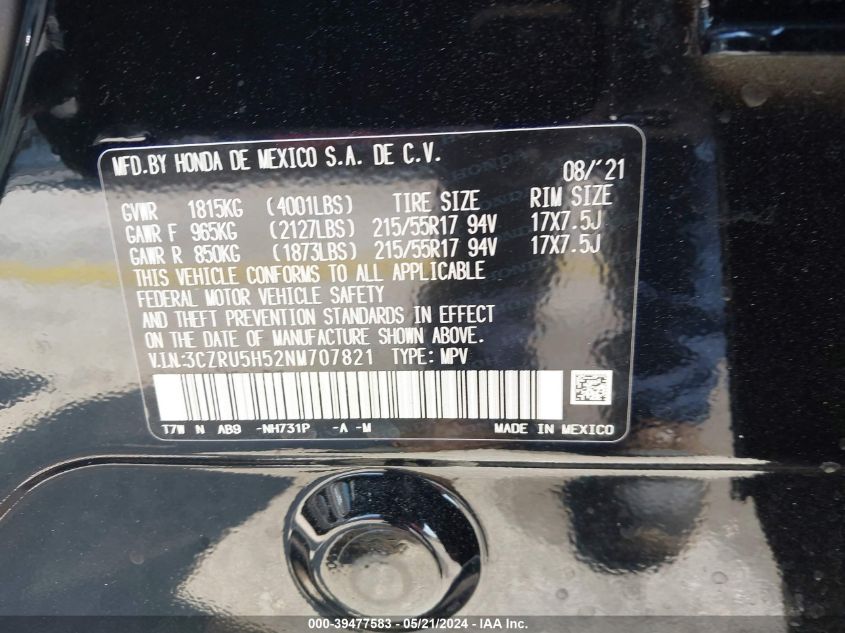 MFD.BY HONDA DE MEXICO S.A. DE C.V. 08/'21
GVWR 1815KG (4001LBS) TIRE SIZE RIM SIZE
GAWR F 965KG (2127LBS) 215/55R17 94V 17X7.5J
GAWR R 850KG (1873LBS) 215/55R17 94V 17X7.5J
THIS VEHICLE CONFORMS TO ALL APPLICABLE
FEDERAL MOTOR VEHICLE SAFETY
AND THEFT PREVENTION STANDARDS IN EFFECT
ON THE DATE OF MANUFACTURE SHOWN ABOVE.
V.I.N:3CZRU5H52NM707821 TYPE: MPV
T7W N AB9 -NH731P -A -M MADE IN MEXICO
000-39477583 - 05/21/2024 - IAA Inc.